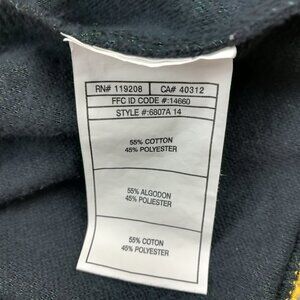 RN# 119208 CA# 40312
FFC ID CODE #:14660
STYLE #:6807A 14
55% COTTON
45% POLYESTER
55% ALGODON
45% POLIESTER
55% COTON
45% POLYESTER